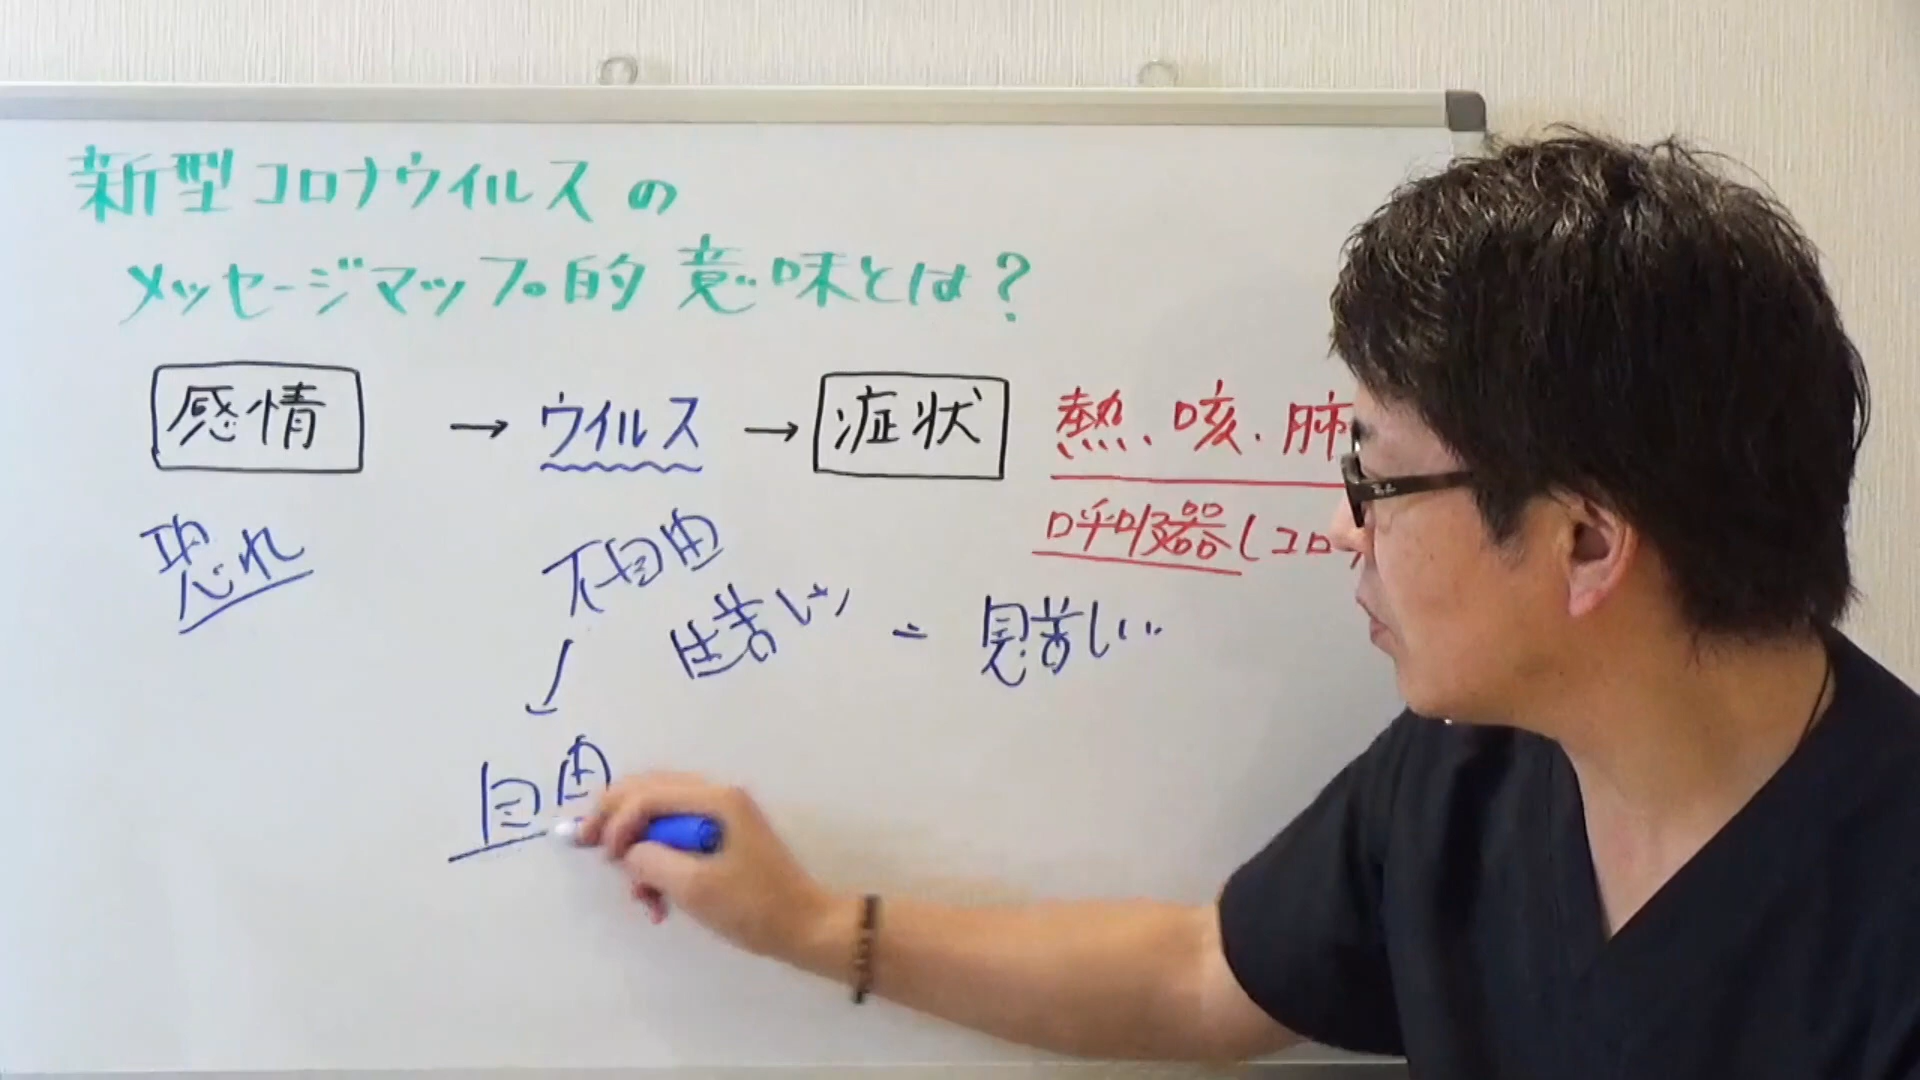 新型コロナウイルスの
メッセージマップ的意味とは?
感情 → ウイルス → 症状 熱、咳、肺
呼吸器(コロ
恐れ
不自由
生苦しい = 見苦しい
自由